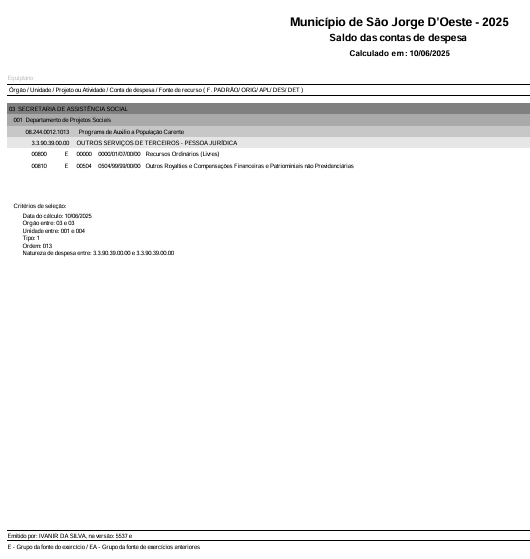 Município de São Jorge D'Oeste - 2025
Saldo das contas de despesa
Calculado em: 10/06/2025
Equiplano
Órgão / Unidade / Projeto ou Atividade / Conta de despesa / Fonte de recurso ( F. PADRÃO/ ORIG/ APL/ DES/ DET )
03 SECRETARIA DE ASSISTÊNCIA SOCIAL
001 Departamento de Projetos Sociais
08.244.0012.1013 Programa de Auxílio a População Carente
3.3.90.39.00.00 OUTROS SERVIÇOS DE TERCEIROS - PESSOA JURÍDICA
00800 E 00000 0000/01/07/00/00 Recursos Ordinários (Livres)
00810 E 00504 0504/99/99/00/00 Outros Royalties e Compensações Financeiras e Patrimoniais não Previdenciárias
Critérios de seleção:
Data do cálculo: 10/06/2025
Órgão entre: 03 e 03
Unidade entre: 001 e 004
Tipo: 1
Ordem: 013
Natureza de despesa entre: 3.3.90.39.00.00 e 3.3.90.39.00.00
Emitido por: IVANIR DA SILVA, na versão: 5537 e
E - Grupo da fonte do exercício / EA - Grupo da fonte de exercícios anteriores